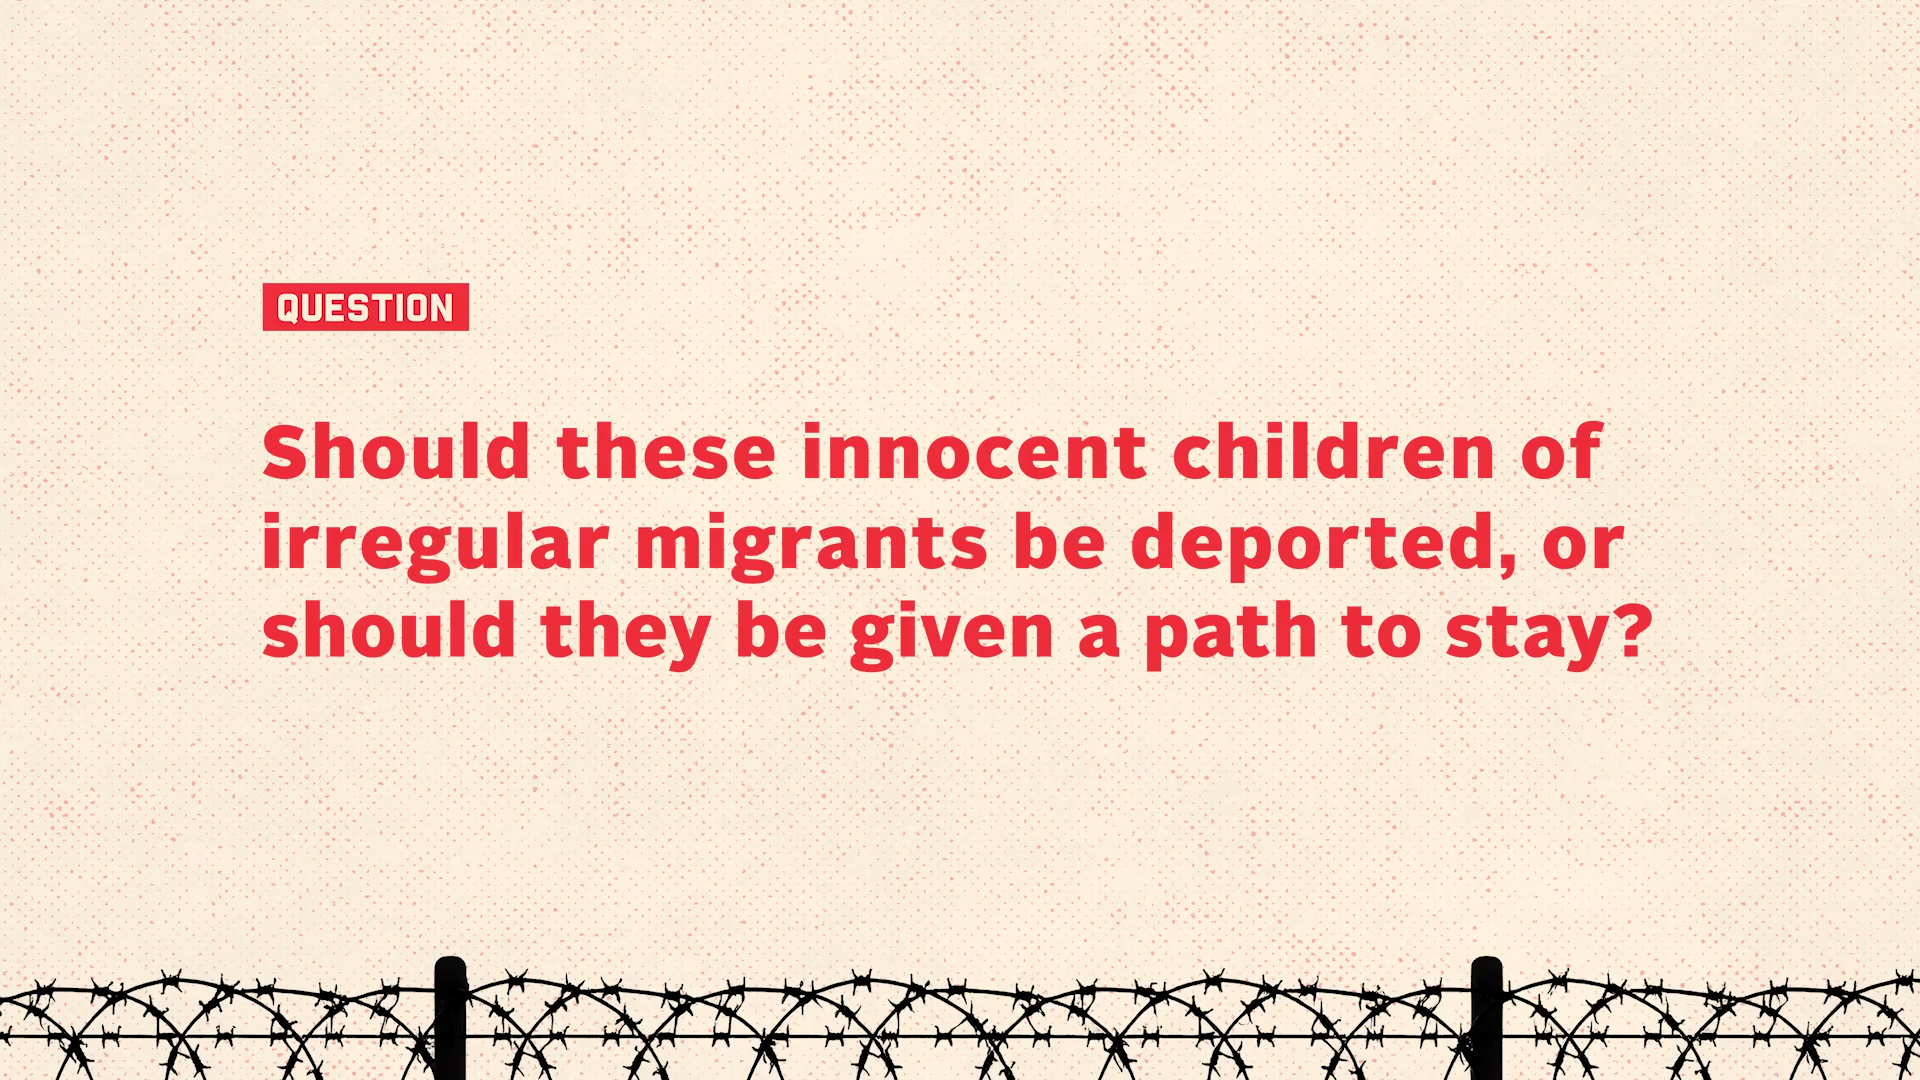 QUESTION
Should these innocent children of
irregular migrants be deported, or
should they be given a path to stay?